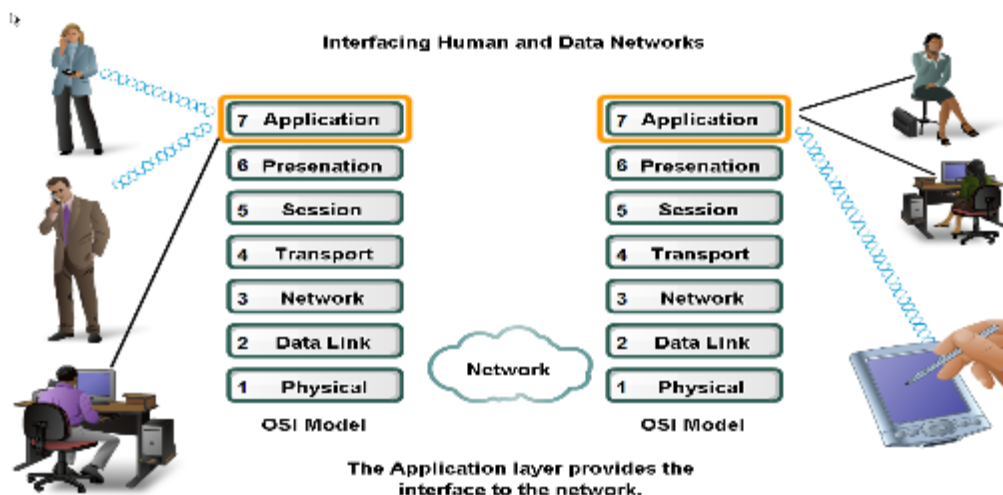 Interfacing Human and Data Networks
7 Application
6 Presenation
5 Session
4 Transport
3 Network
2 Data Link
1 Physical
OSI Model
Network
7 Application
6 Presenation
5 Session
4 Transport
3 Network
2 Data Link
1 Physical
OSI Model
The Application layer provides the
interface to the network.